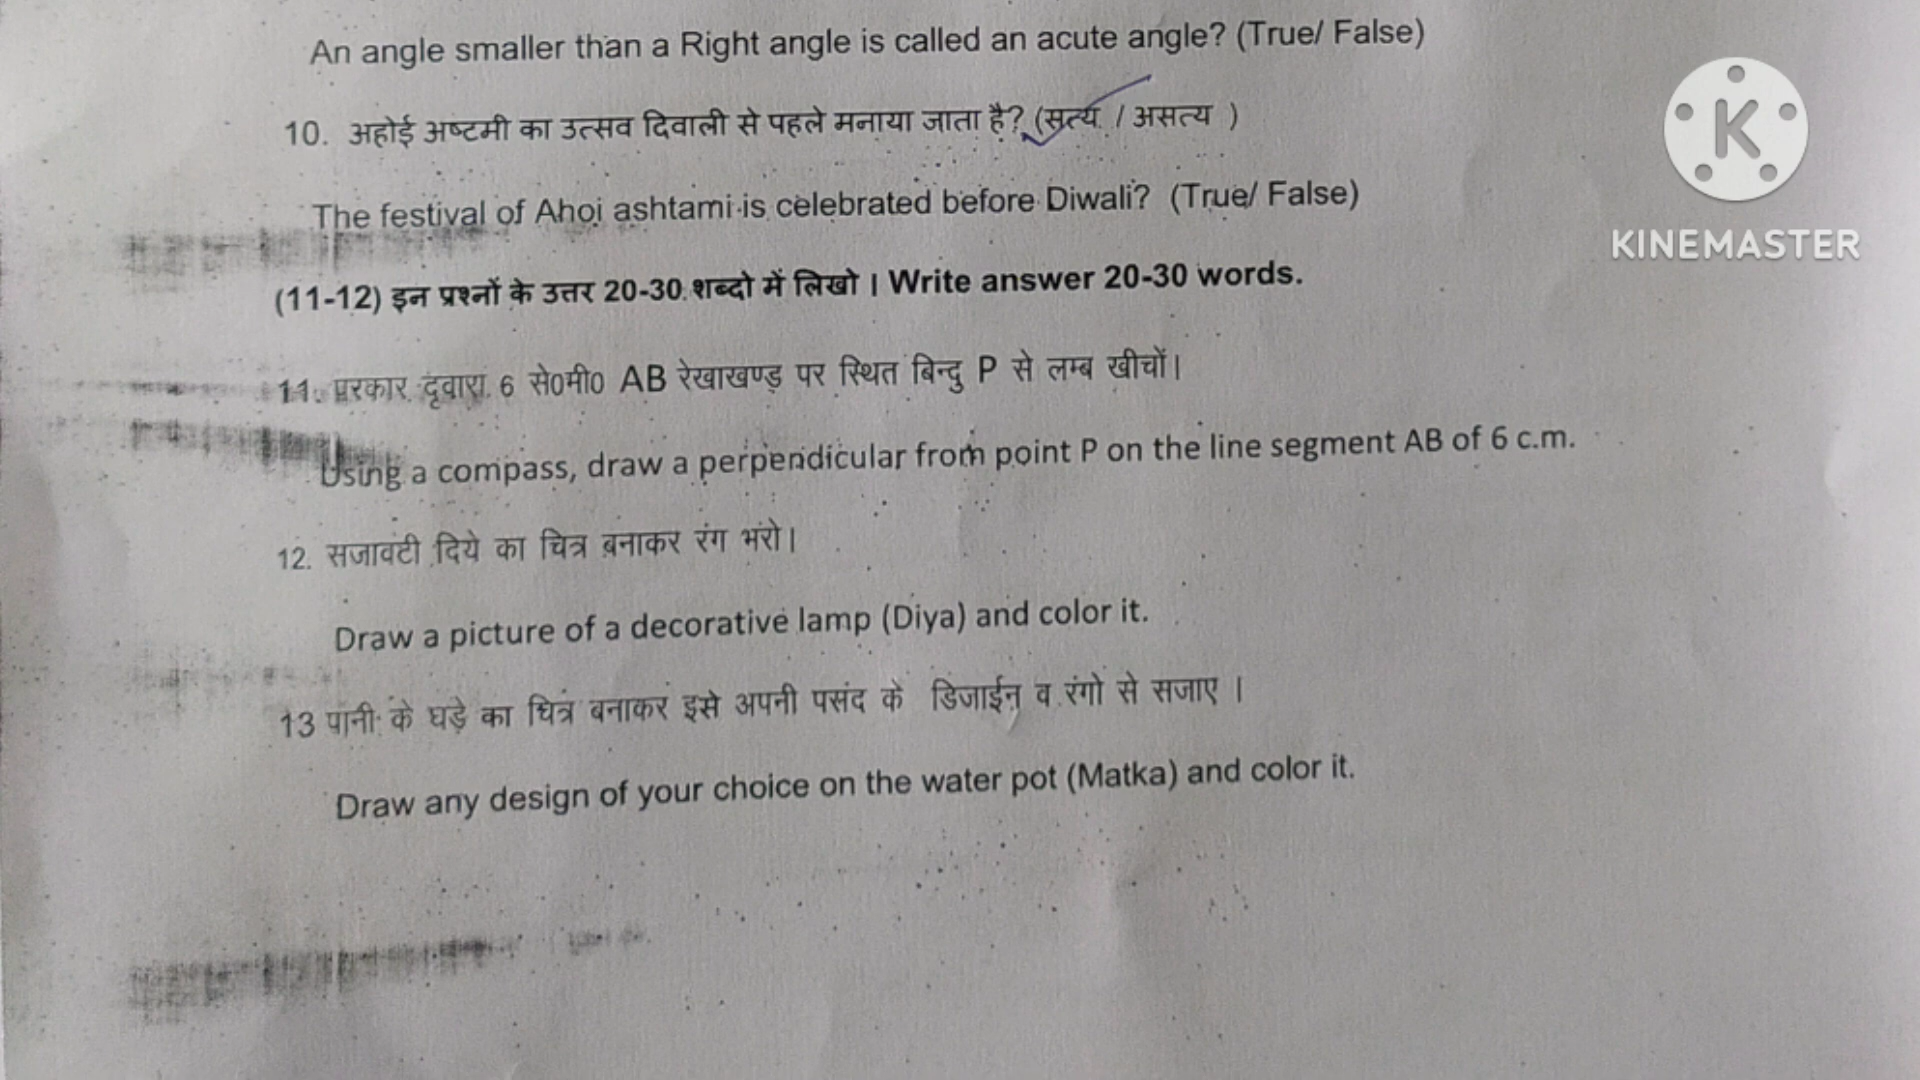 An angle smaller than a Right angle is called an acute angle? (True/ False)
10. अहोई अष्टमी का उत्सव दिवाली से पहले मनाया जाता है? (सत्य / असत्य )
The festival of Ahoi ashtami is celebrated before Diwali? (True/ False)
(11-12) इन प्रश्नों के उत्तर 20-30 शब्दो में लिखो । Write answer 20-30 words.
11. परकार द्वारा 6 से0मी0 AB रेखाखण्ड़ पर स्थित बिन्दु P से लम्ब खीचों।
Using a compass, draw a perpendicular from point P on the line segment AB of 6 c.m.
12. सजावटी दिये का चित्र बनाकर रंग भरो।
Draw a picture of a decorative lamp (Diya) and color it.
13 पानी के घड़े का चित्र बनाकर इसे अपनी पसंद के डिजाईन व रंगो से सजाए ।
Draw any design of your choice on the water pot (Matka) and color it.
K
KINEMASTER